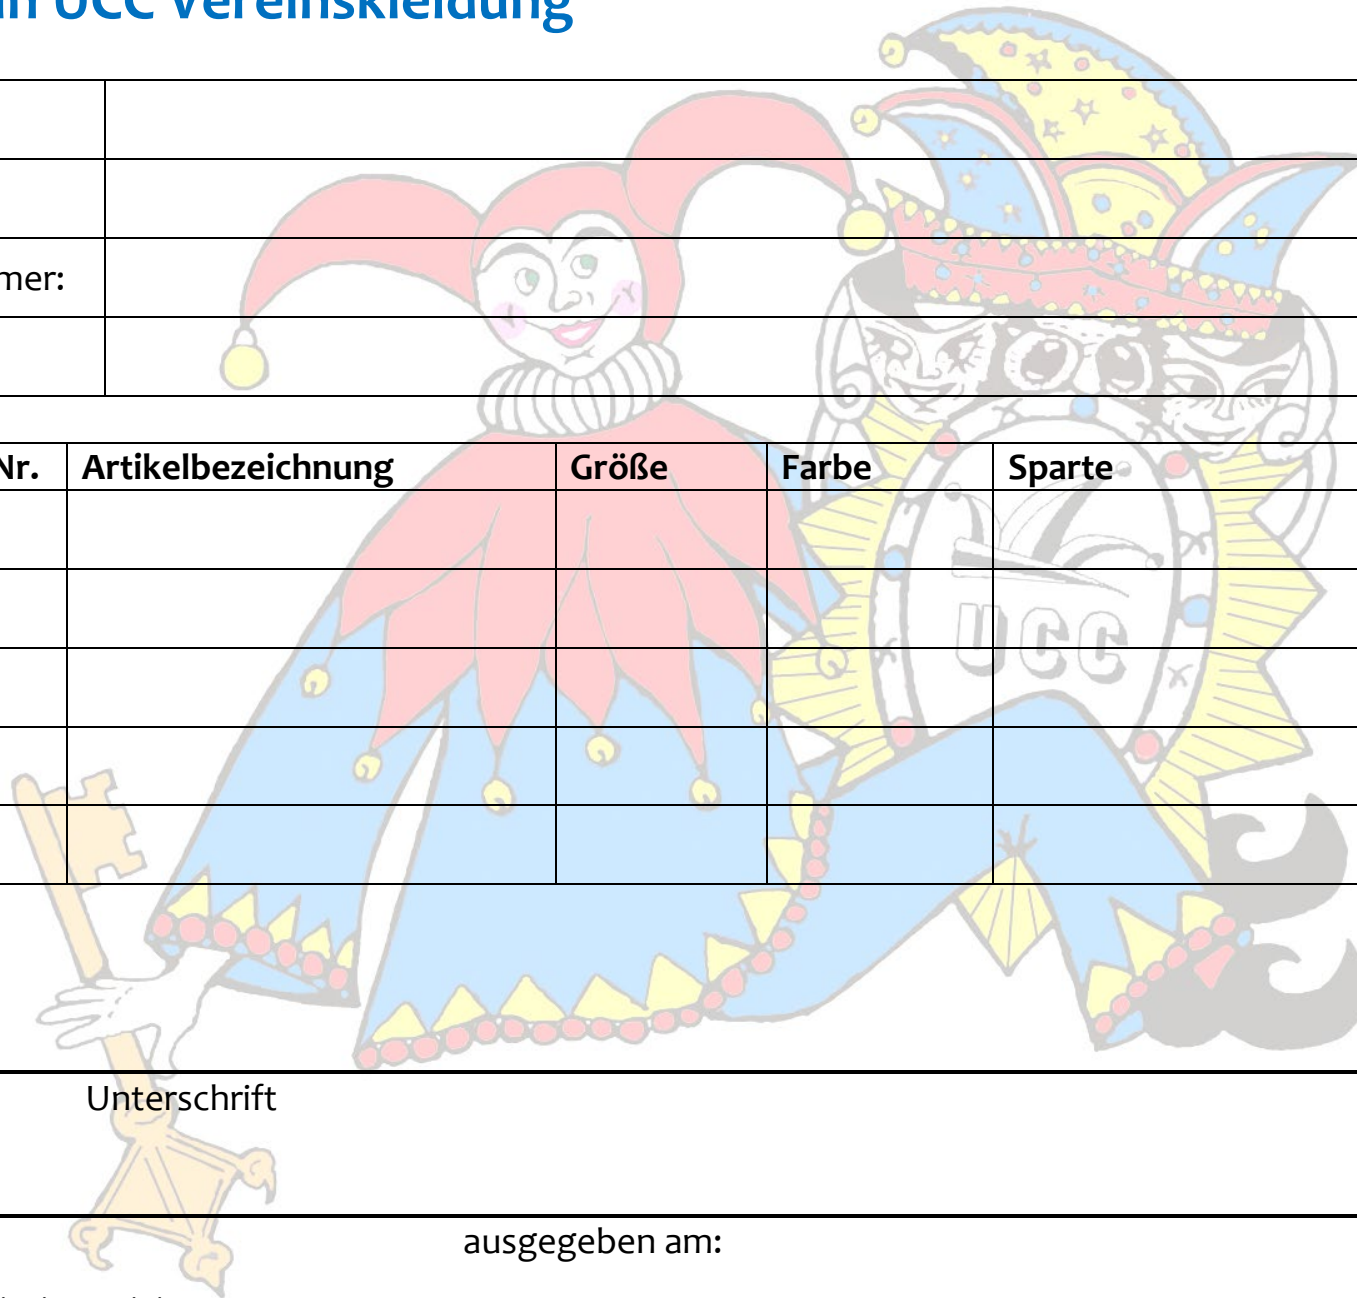 UCC Vereinskleidung
mer:
Nr. Artikelbezeichnung Größe Farbe Sparte
UCC
Unterschrift
ausgegeben am: